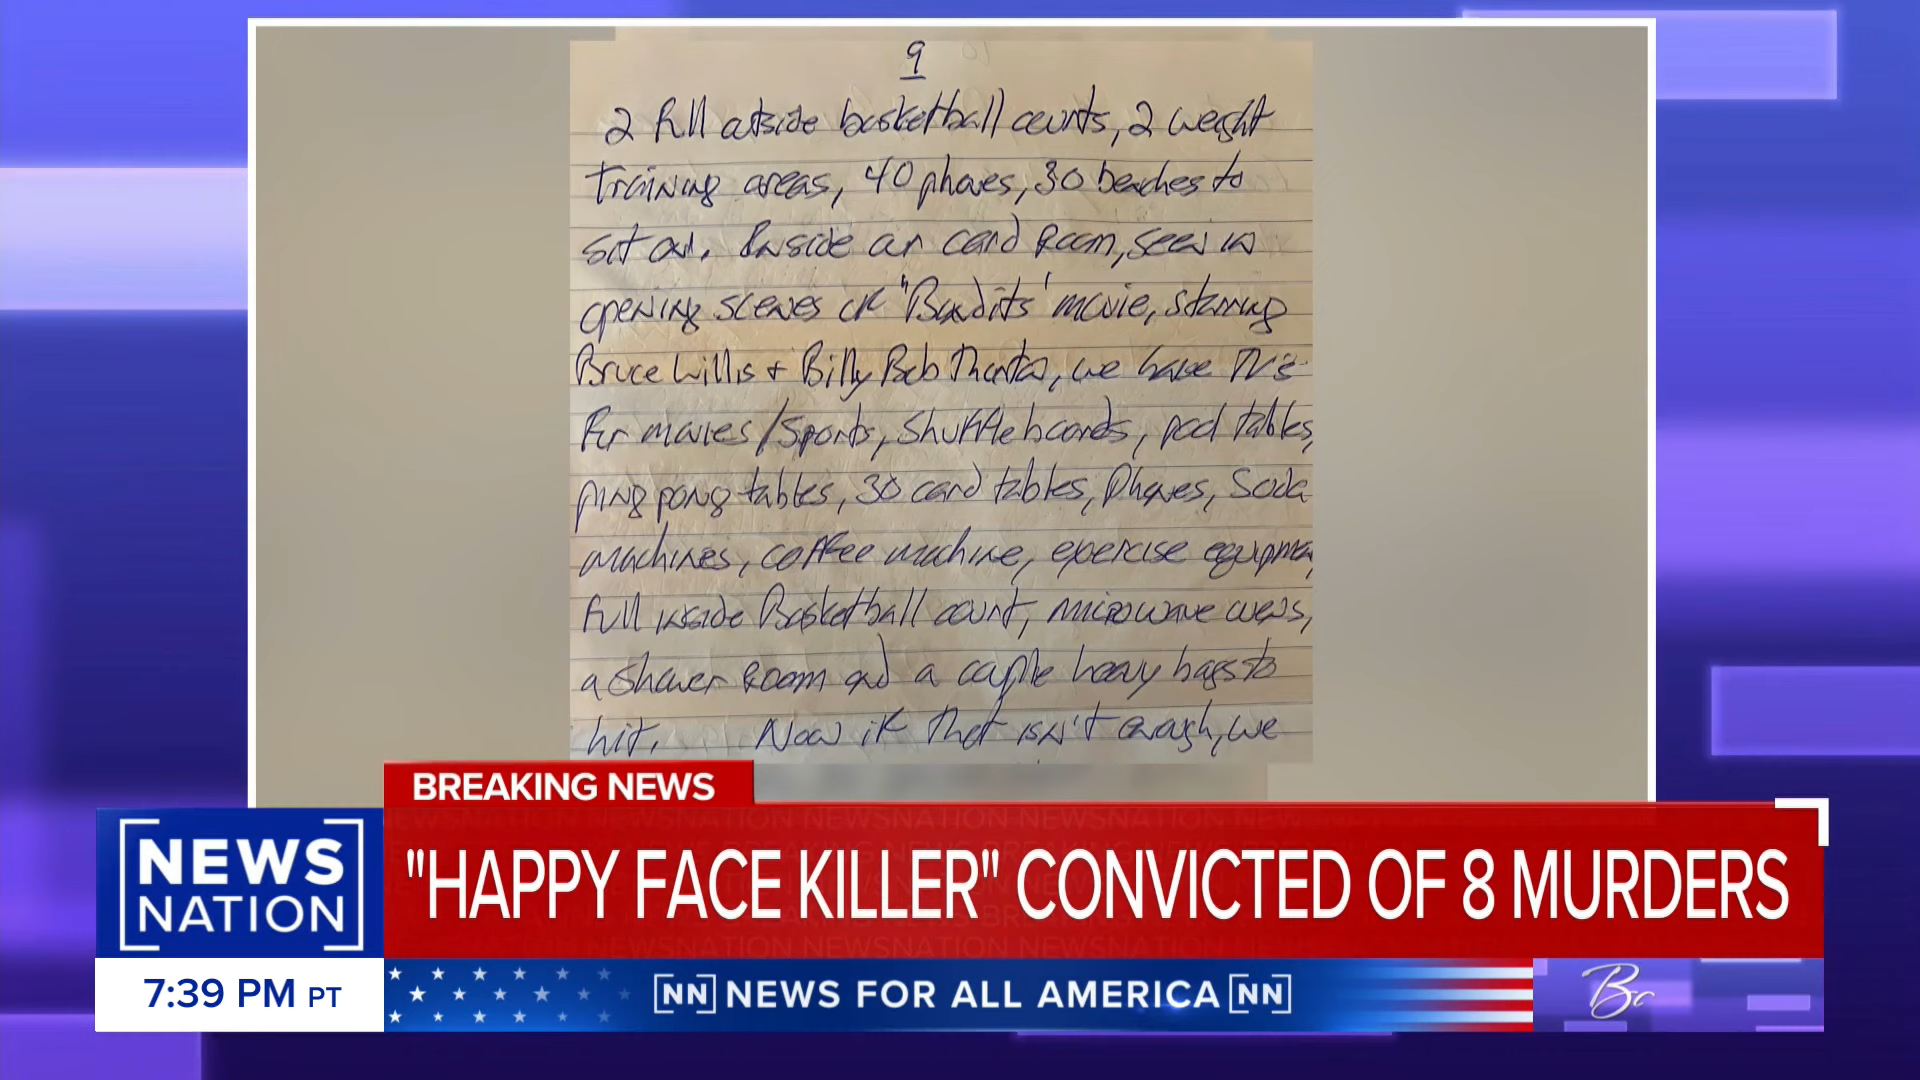 9
2 full outside basketball courts, 2 weight
training areas, 40 phones, 30 benches to
sit on. Inside our card room, seen in
opening scenes of "Bandits" movie, starring
Bruce Willis + Billy Bob Thornton, we have TV's
for movies/sports, shuffleboards, pool tables,
ping pong tables, 30 card tables, Phones, Soda
machines, coffee machine, exercise equipmen
full inside Basketball court, microwave ovens,
a shower room and a couple heavy bags to
hit. Now if that isn't enough, we
BREAKING NEWS
"HAPPY FACE KILLER" CONVICTED OF 8 MURDERS
NEWS
NATION
7:39 PM PT
NN NEWS FOR ALL AMERICA NN
Bc